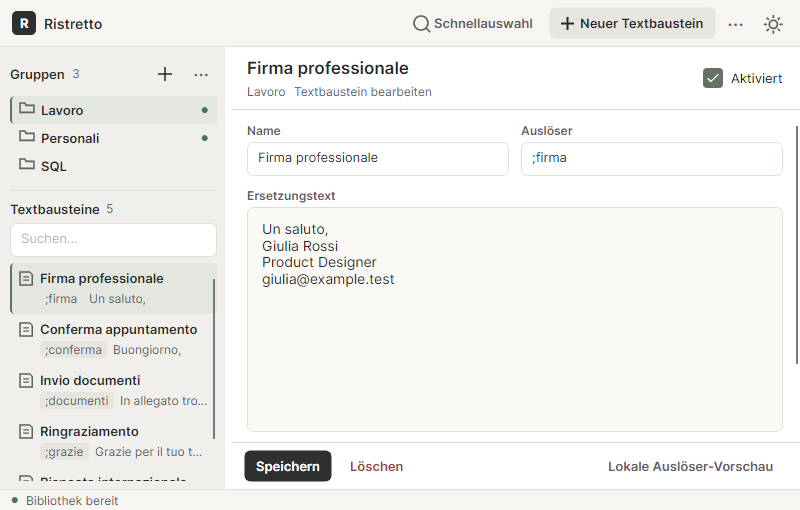 R Ristretto
Schnellauswahl
Neuer Textbaustein
Gruppen 3
Lavoro
Personali
SQL
Textbausteine 5
Suchen...
Firma professionale
;firma Un saluto,
Conferma appuntamento
;conferma Buongiorno,
Invio documenti
;documenti In allegato tro...
Ringraziamento
;grazie Grazie per il tuo t...
Firma professionale
Lavoro Textbaustein bearbeiten
Aktiviert
Name
Firma professionale
Auslöser
;firma
Ersetzungstext
Un saluto,
Giulia Rossi
Product Designer
giulia@example.test
Speichern
Löschen
Lokale Auslöser-Vorschau
Bibliothek bereit